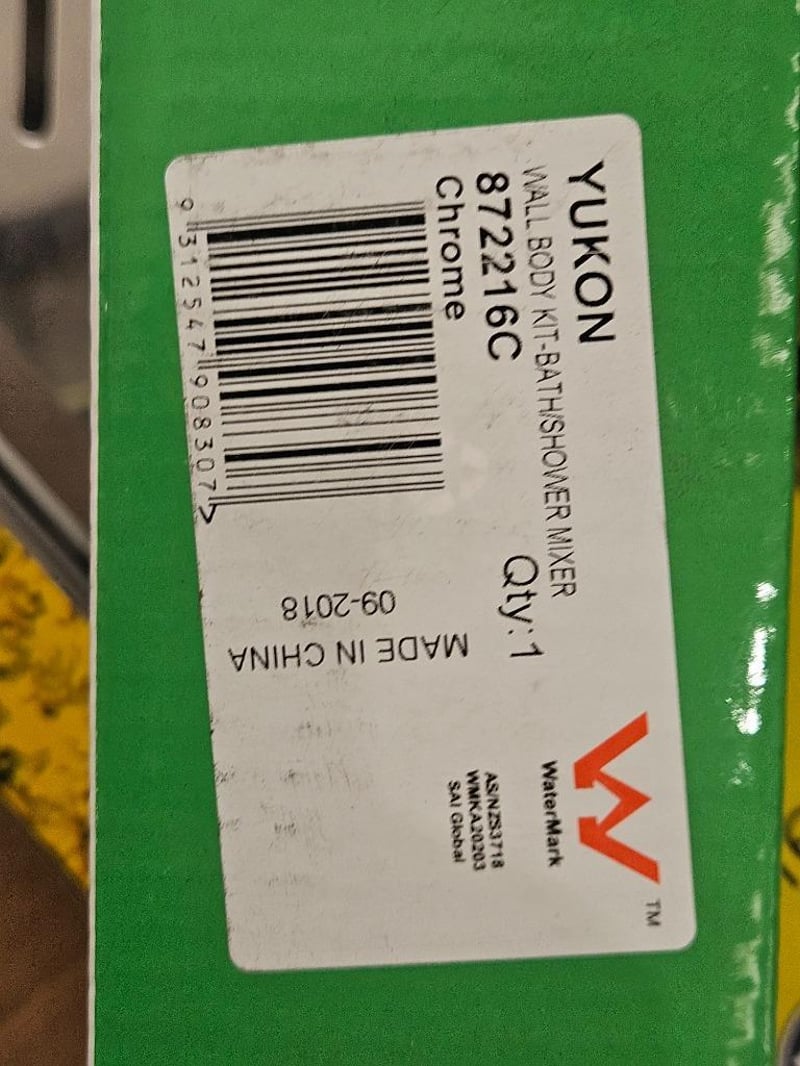 YUKON
WALL BODY KIT-BATH/SHOWER MIXER
872216C Qty:1
Chrome
9 312547 908307 >
MADE IN CHINA
09-2018
TM
WaterMark
AS/NZS3718
WMKA20203
SAI Global